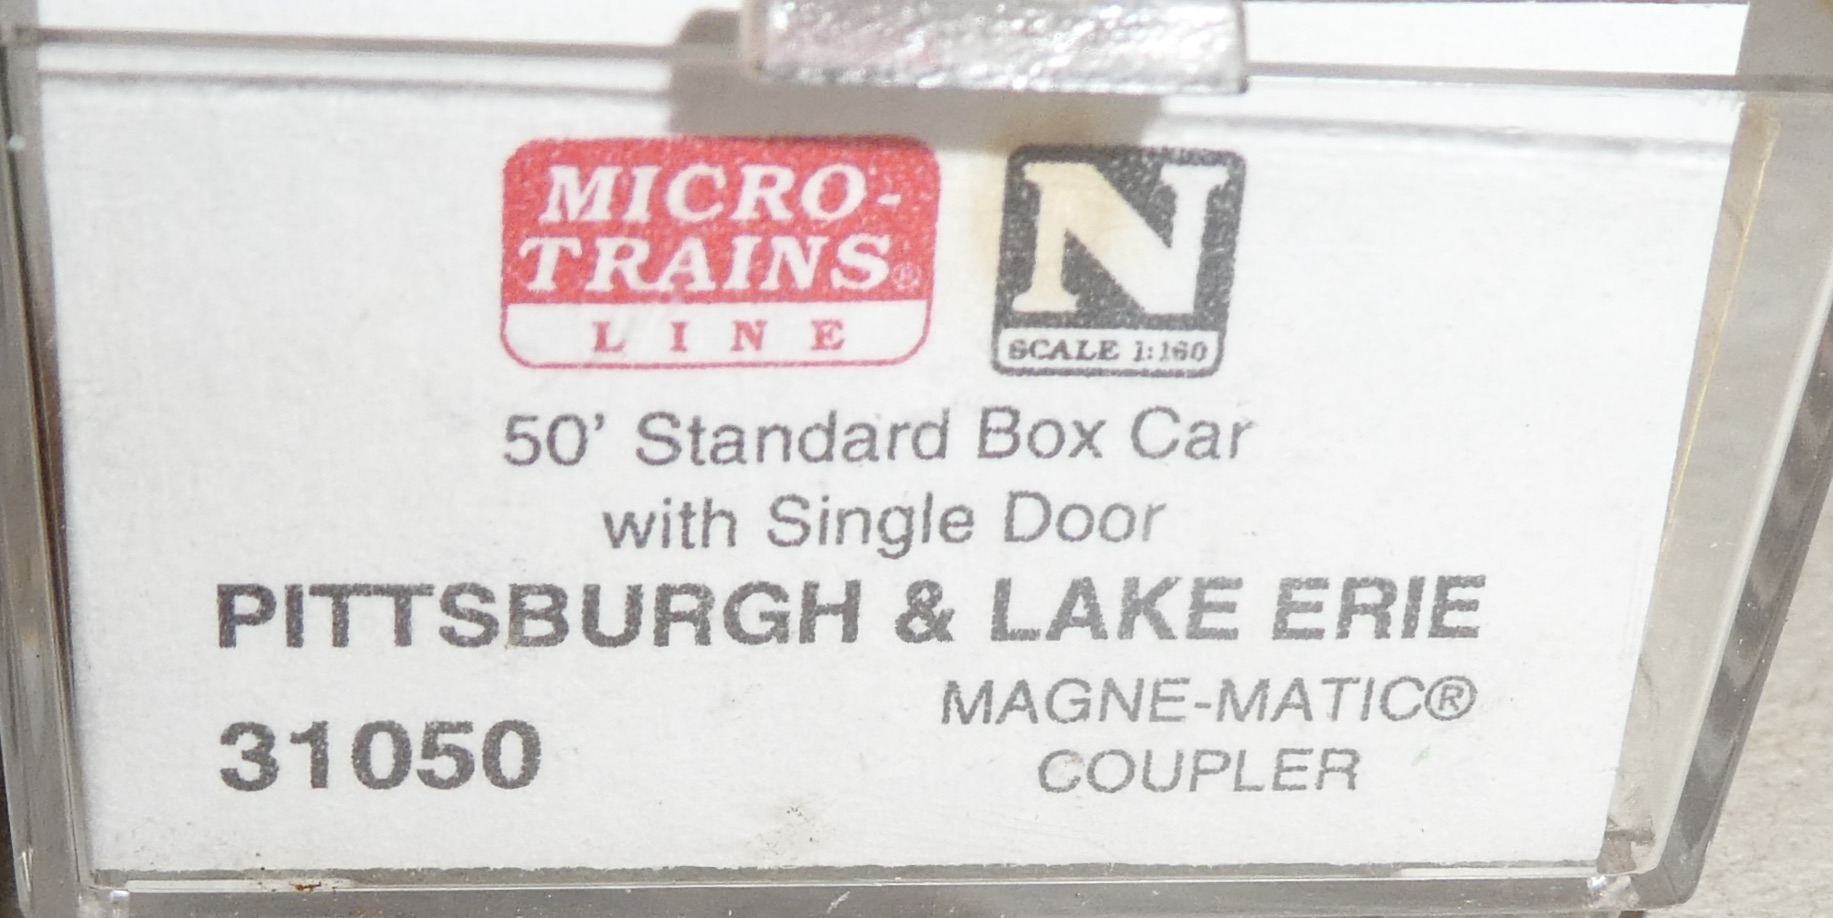 MICRO-
TRAINS®
LINE
N
SCALE 1:160
50' Standard Box Car
with Single Door
PITTSBURGH & LAKE ERIE
31050
MAGNE-MATIC®
COUPLER